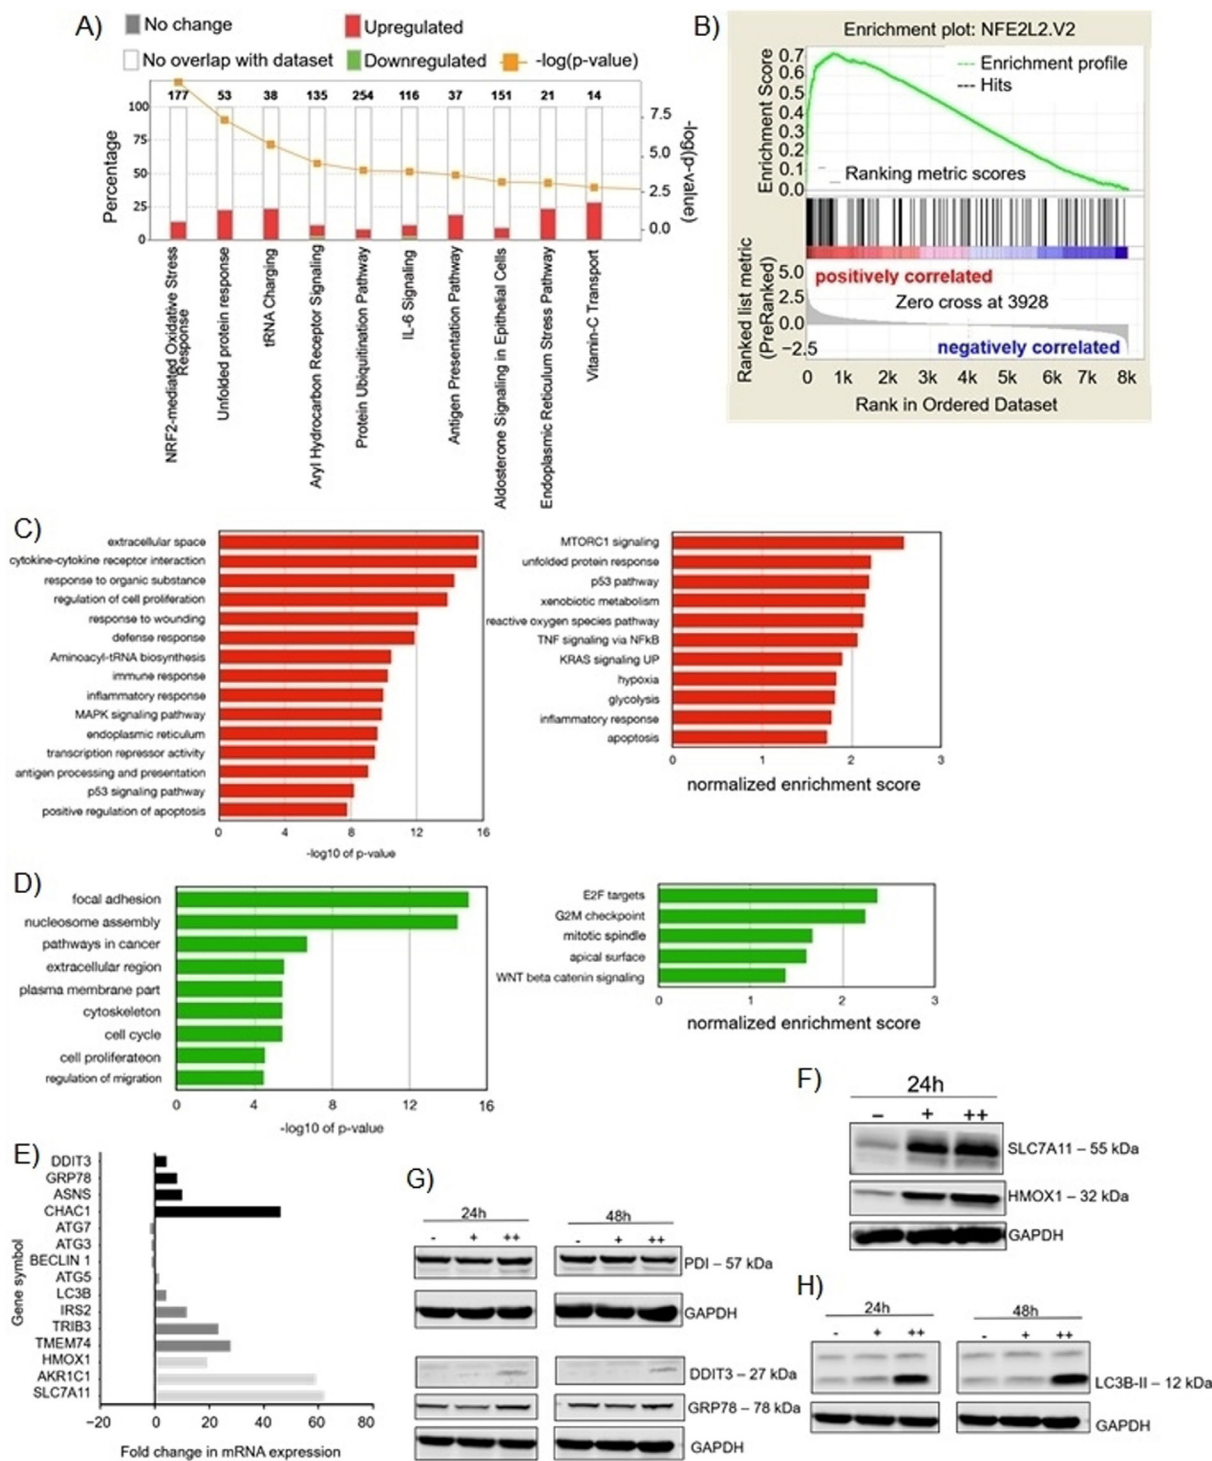 A)
No change
Upregulated
No overlap with dataset
Downregulated
-log(p-value)
177 53 38 135 254 116 37 151 21 14
100
75
50
25
0
Percentage
7.5
5.0
2.5
0.0
-log(p-value)
NRF2-mediated Oxidative Stress
Response
Unfolded protein response
tRNA Charging
Aryl Hydrocarbon Receptor Signaling
Protein Ubiquitination Pathway
IL-6 Signaling
Antigen Presentation Pathway
Aldosterone Signaling in Epithelial Cells
Endoplasmic Reticulum Stress Pathway
Vitamin-C Transport
B)
Enrichment plot: NFE2L2.V2
Enrichment profile
Hits
Ranking metric scores
Enrichment Score
0.7
0.6
0.5
0.4
0.3
0.2
0.1
0.0
positively correlated
Zero cross at 3928
negatively correlated
Ranked list metric
(PreRanked)
5.0
2.5
0.0
−2.5
0 1k 2k 3k 4k 5k 6k 7k 8k
Rank in Ordered Dataset
C)
extracellular space
cytokine-cytokine receptor interaction
response to organic substance
regulation of cell proliferation
response to wounding
defense response
Aminoacyl-tRNA biosynthesis
immune response
inflammatory response
MAPK signaling pathway
endoplasmic reticulum
transcription repressor activity
antigen processing and presentation
p53 signaling pathway
positive regulation of apoptosis
0 4 8 12 16
-log10 of p-value
MTORC1 signaling
unfolded protein response
p53 pathway
xenobiotic metabolism
reactive oxygen species pathway
TNF signaling via NFkB
KRAS signaling UP
hypoxia
glycolysis
inflammatory response
apoptosis
0 1 2 3
normalized enrichment score
D)
focal adhesion
nucleosome assembly
pathways in cancer
extracellular region
plasma membrane part
cytoskeleton
cell cycle
cell proliferateon
regulation of migration
0 4 8 12 16
-log10 of p-value
E2F targets
G2M checkpoint
mitotic spindle
apical surface
WNT beta catenin signaling
0 1 2 3
normalized enrichment score
E)
Gene symbol
DDIT3
GRP78
ASNS
CHAC1
ATG7
ATG3
BECLIN 1
ATG5
LC3B
IRS2
TRIB3
TMEM74
HMOX1
AKR1C1
SLC7A11
−20 0 20 40 60 80
Fold change in mRNA expression
F)
24h
− + ++
SLC7A11 – 55 kDa
HMOX1 – 32 kDa
GAPDH
G)
24h 48h
- + ++ - + ++
PDI – 57 kDa
GAPDH
DDIT3 – 27 kDa
GRP78 – 78 kDa
GAPDH
H)
24h 48h
- + ++ - + ++
LC3B-II – 12 kDa
GAPDH